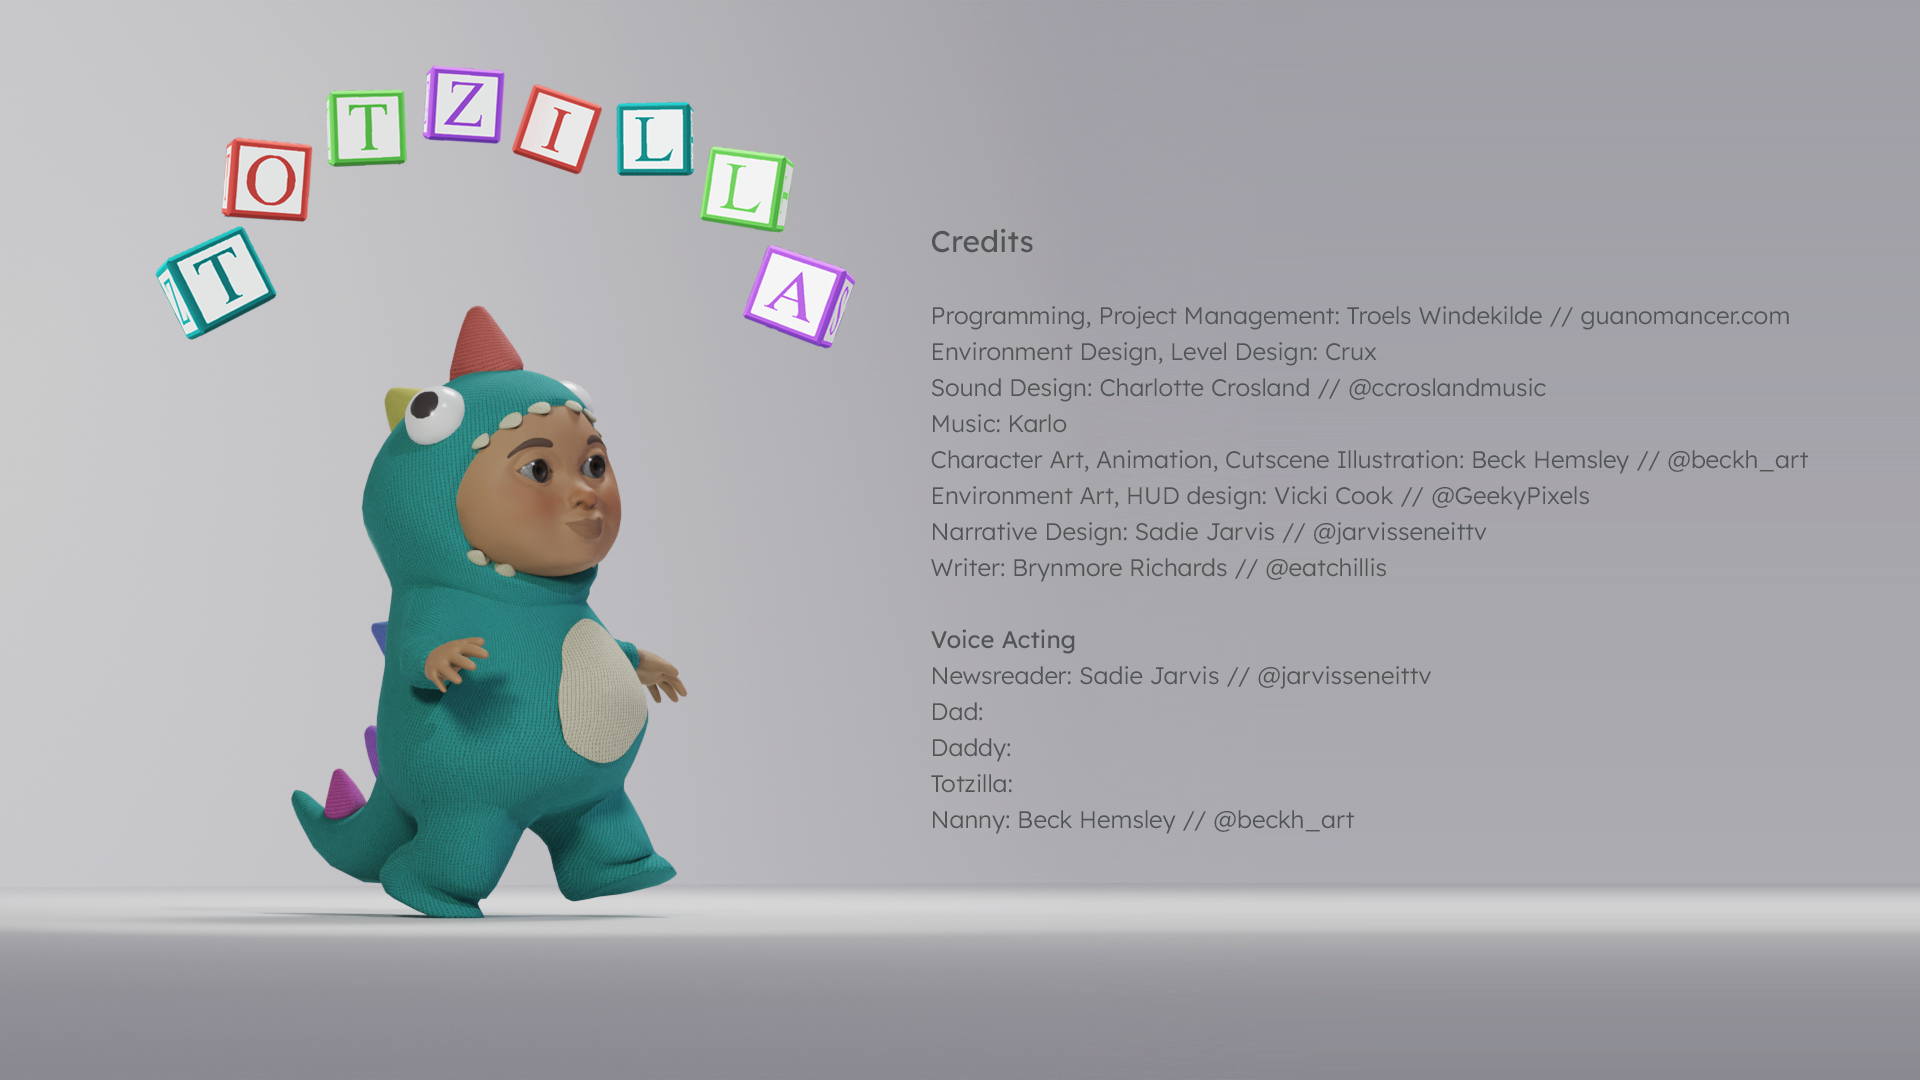 TOTZILLA
Credits
Programming, Project Management: Troels Windekilde // guanomancer.com
Environment Design, Level Design: Crux
Sound Design: Charlotte Crosland // @ccroslandmusic
Music: Karlo
Character Art, Animation, Cutscene Illustration: Beck Hemsley // @beckh_art
Environment Art, HUD design: Vicki Cook // @GeekyPixels
Narrative Design: Sadie Jarvis // @jarvisseneittv
Writer: Brynmore Richards // @eatchillis
Voice Acting
Newsreader: Sadie Jarvis // @jarvisseneittv
Dad:
Daddy:
Totzilla:
Nanny: Beck Hemsley // @beckh_art